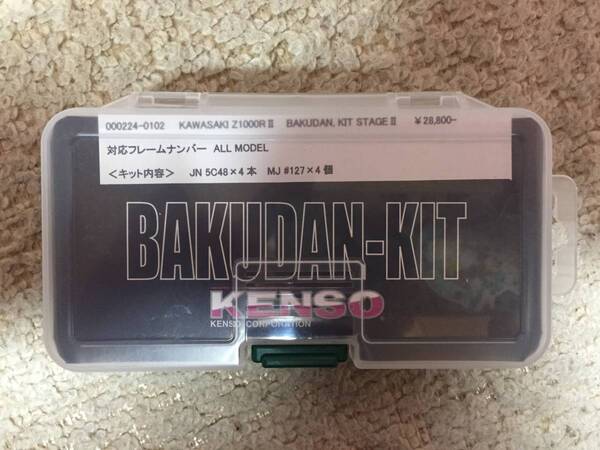 000224-0102 KAWASAKI Z1000RⅡ BAKUDAN. KIT STAGEⅡ ¥28,800-
対応フレームナンバー ALL MODEL
＜キット内容＞ JN 5C48×4本 MJ #127×4個
BAKUDAN-KIT
KENSO
KENSO CORPORATION